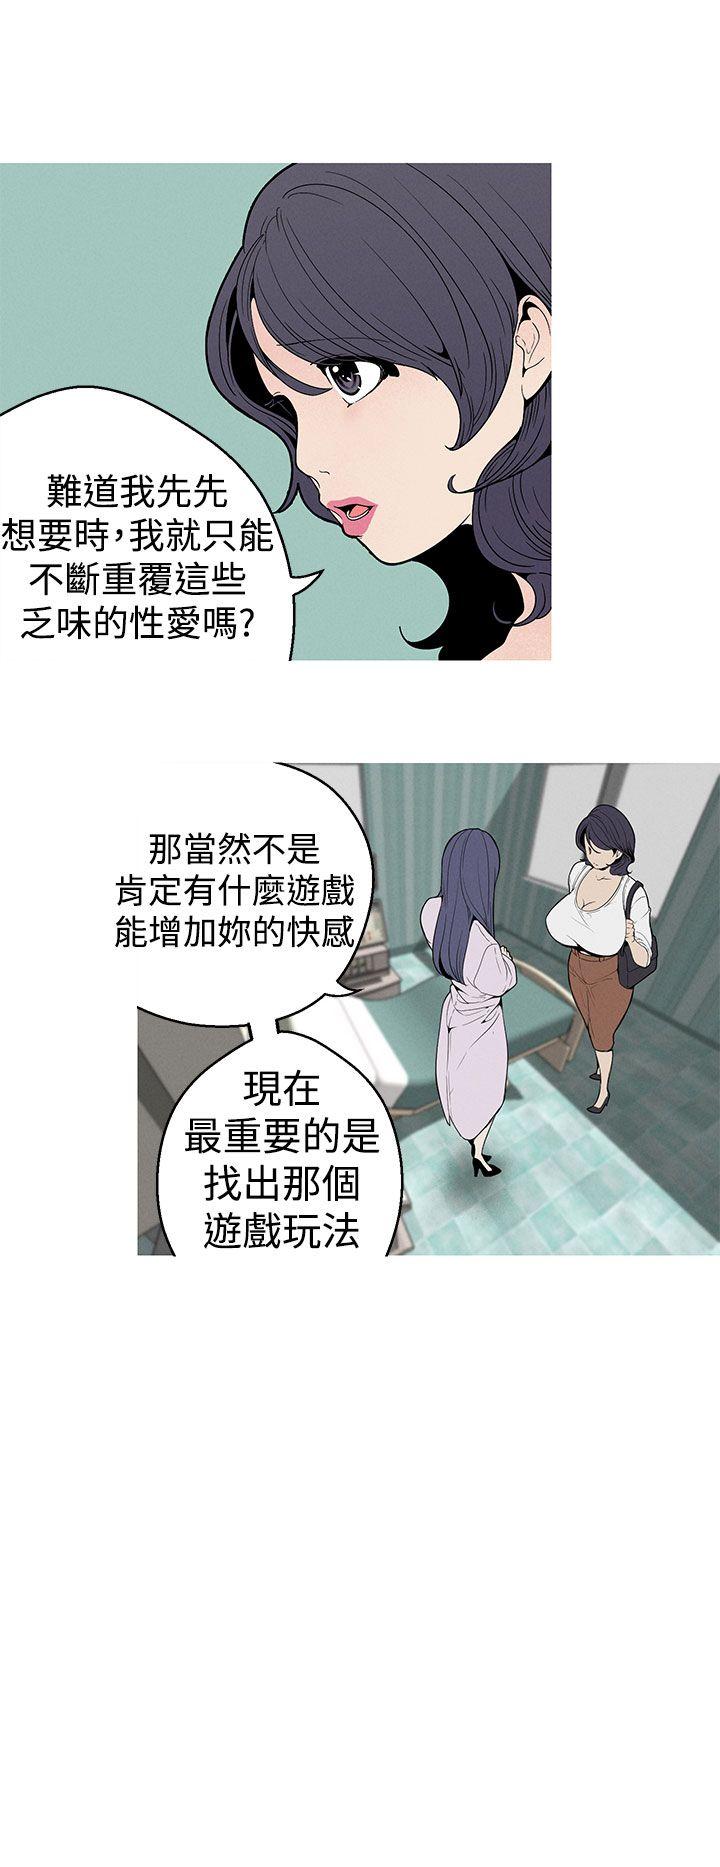 難道我先先
想要時，我就只能
不斷重覆這些
乏味的性愛嗎？
那當然不是
肯定有什麼遊戲
能增加妳的快感
現在
最重要的是
找出那個
遊戲玩法